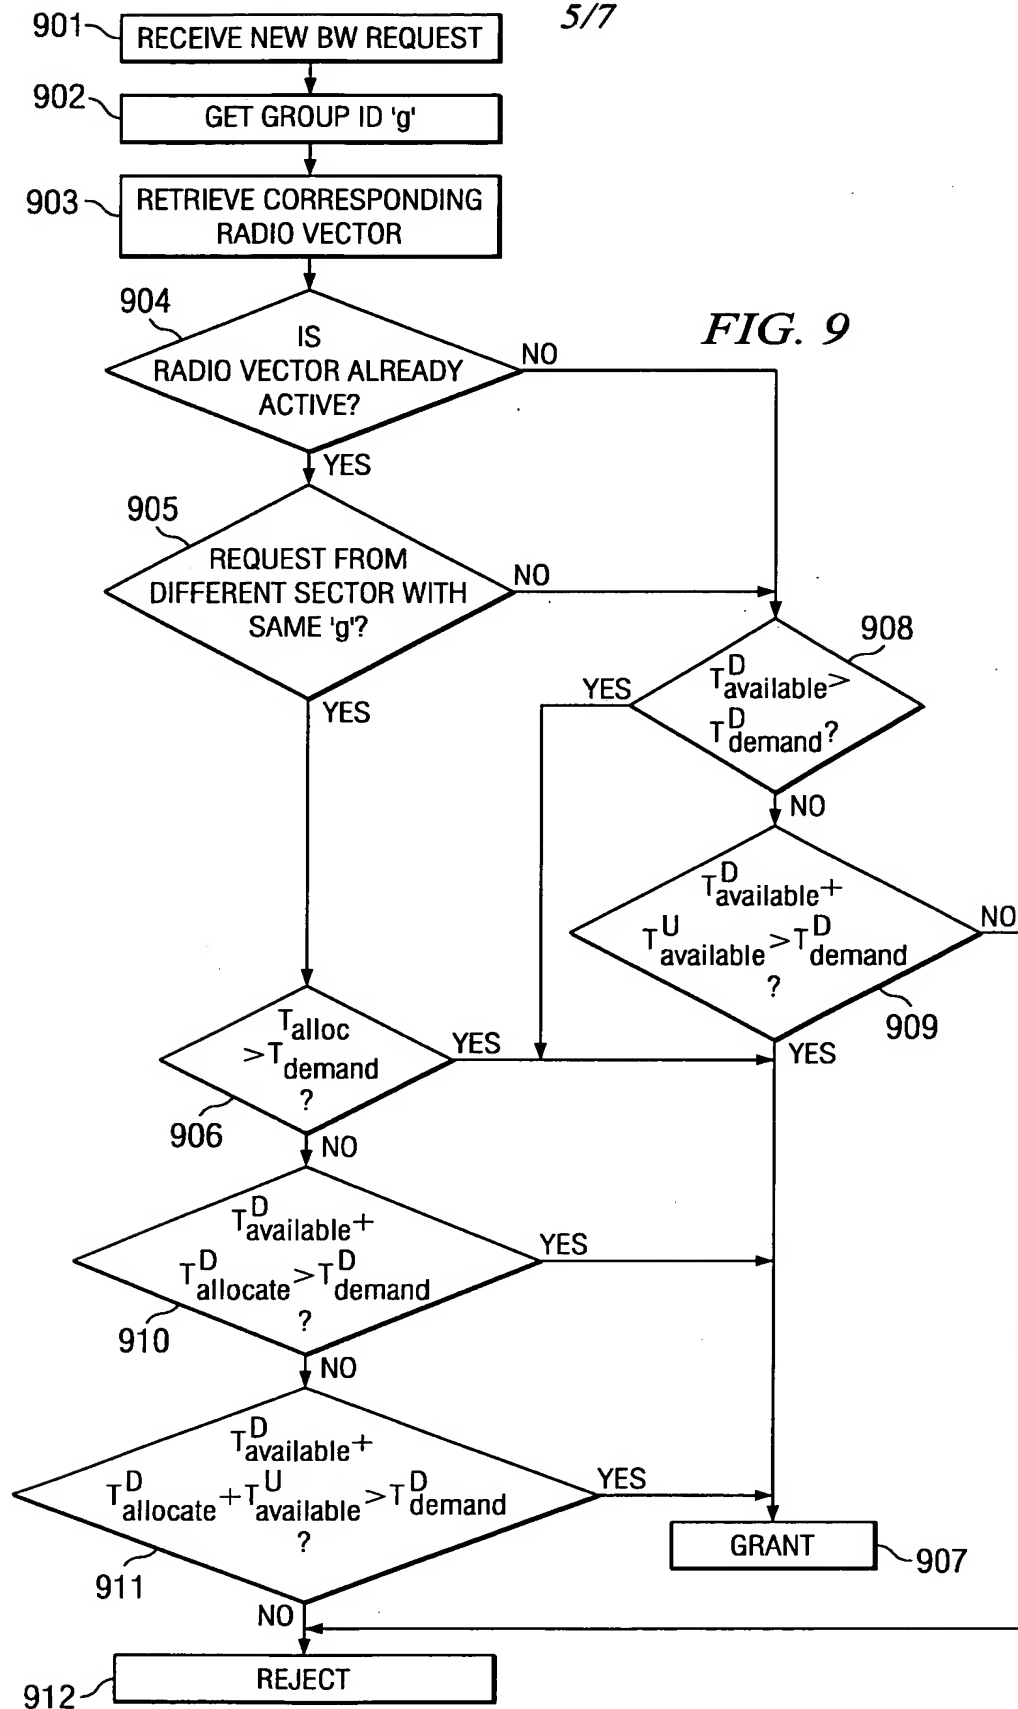 5/7
901
RECEIVE NEW BW REQUEST
902
GET GROUP ID 'g'
903
RETRIEVE CORRESPONDING
RADIO VECTOR
904
FIG. 9
IS
RADIO VECTOR ALREADY
ACTIVE?
NO
YES
905
REQUEST FROM
DIFFERENT SECTOR WITH
SAME 'g'?
NO
YES
908
T^D_available >
T^D_demand?
YES
NO
T^D_available +
T^U_available > T^D_demand
?
NO
909
YES
T_alloc
> T_demand
?
YES
906
NO
T^D_available +
T^D_allocate > T^D_demand
?
YES
910
NO
T^D_available +
T^D_allocate + T^U_available > T^D_demand
?
YES
911
GRANT
907
NO
REJECT
912